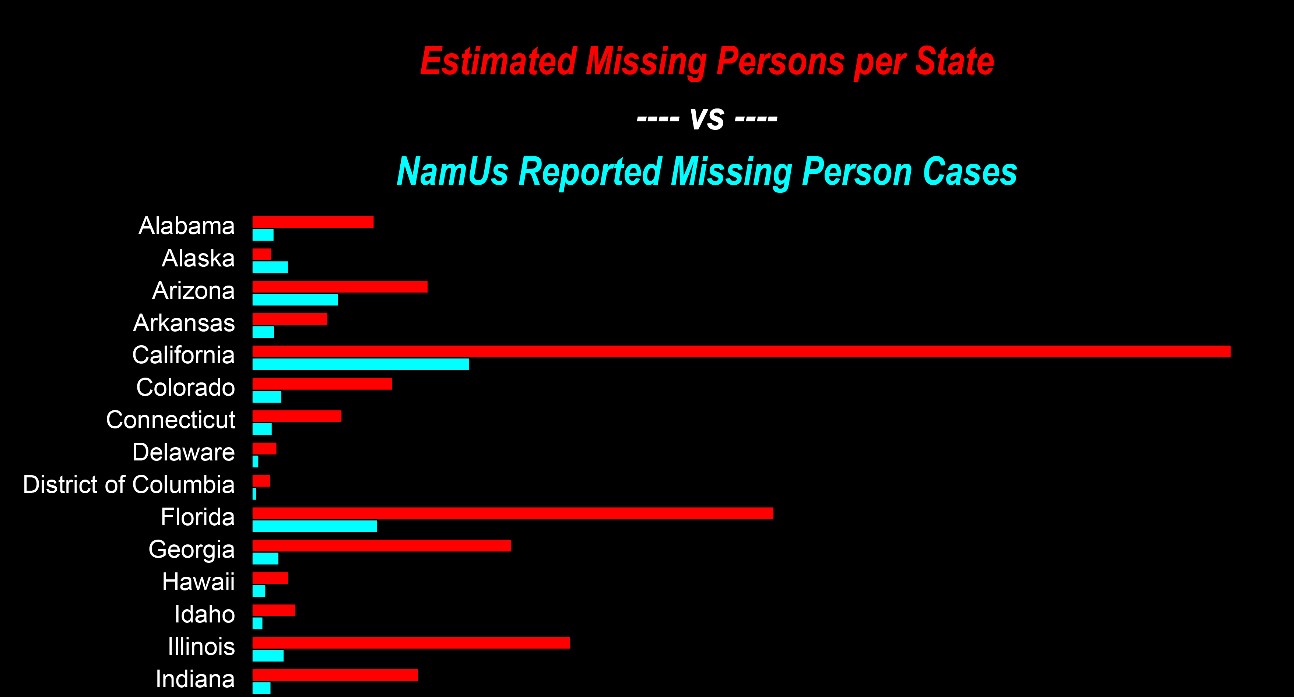 Estimated Missing Persons per State
---- vs ----
NamUs Reported Missing Person Cases
Alabama
Alaska
Arizona
Arkansas
California
Colorado
Connecticut
Delaware
District of Columbia
Florida
Georgia
Hawaii
Idaho
Illinois
Indiana